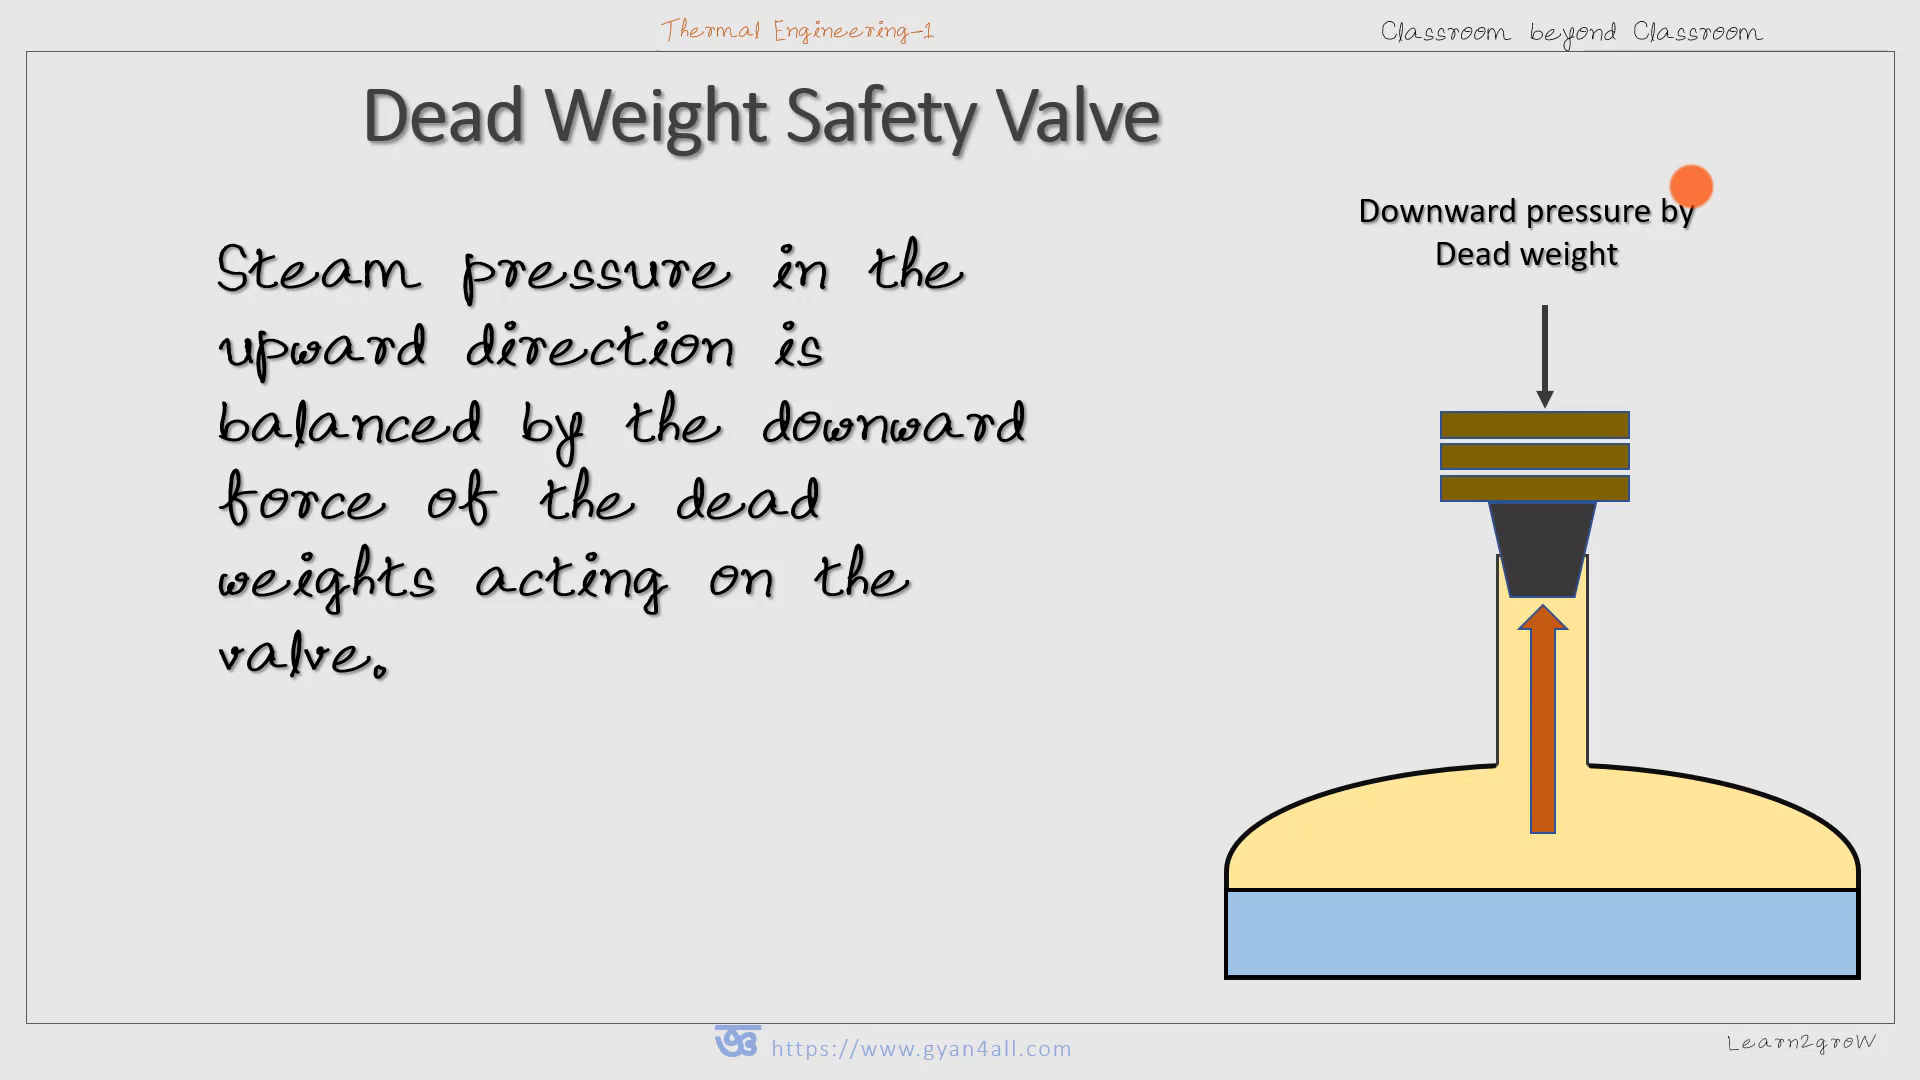 Thermal Engineering-1
Classroom beyond Classroom
Dead Weight Safety Valve
Downward pressure by
Dead weight
Steam pressure in the
upward direction is
balanced by the downward
force of the dead
weights acting on the
valve.
https://www.gyan4all.com
Learn2groW